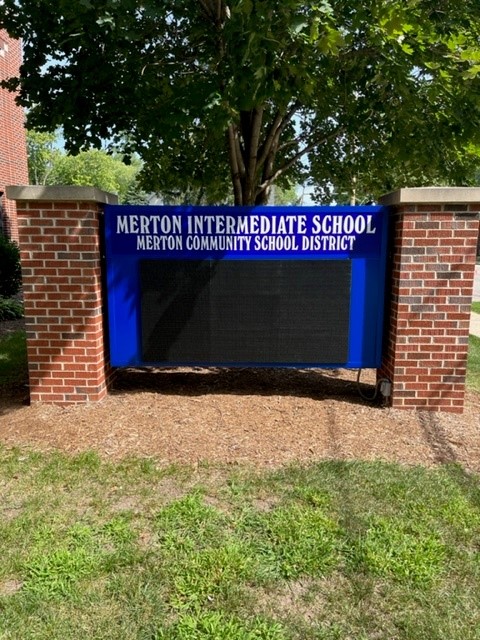 MERTON INTERMEDIATE SCHOOL
MERTON COMMUNITY SCHOOL DISTRICT